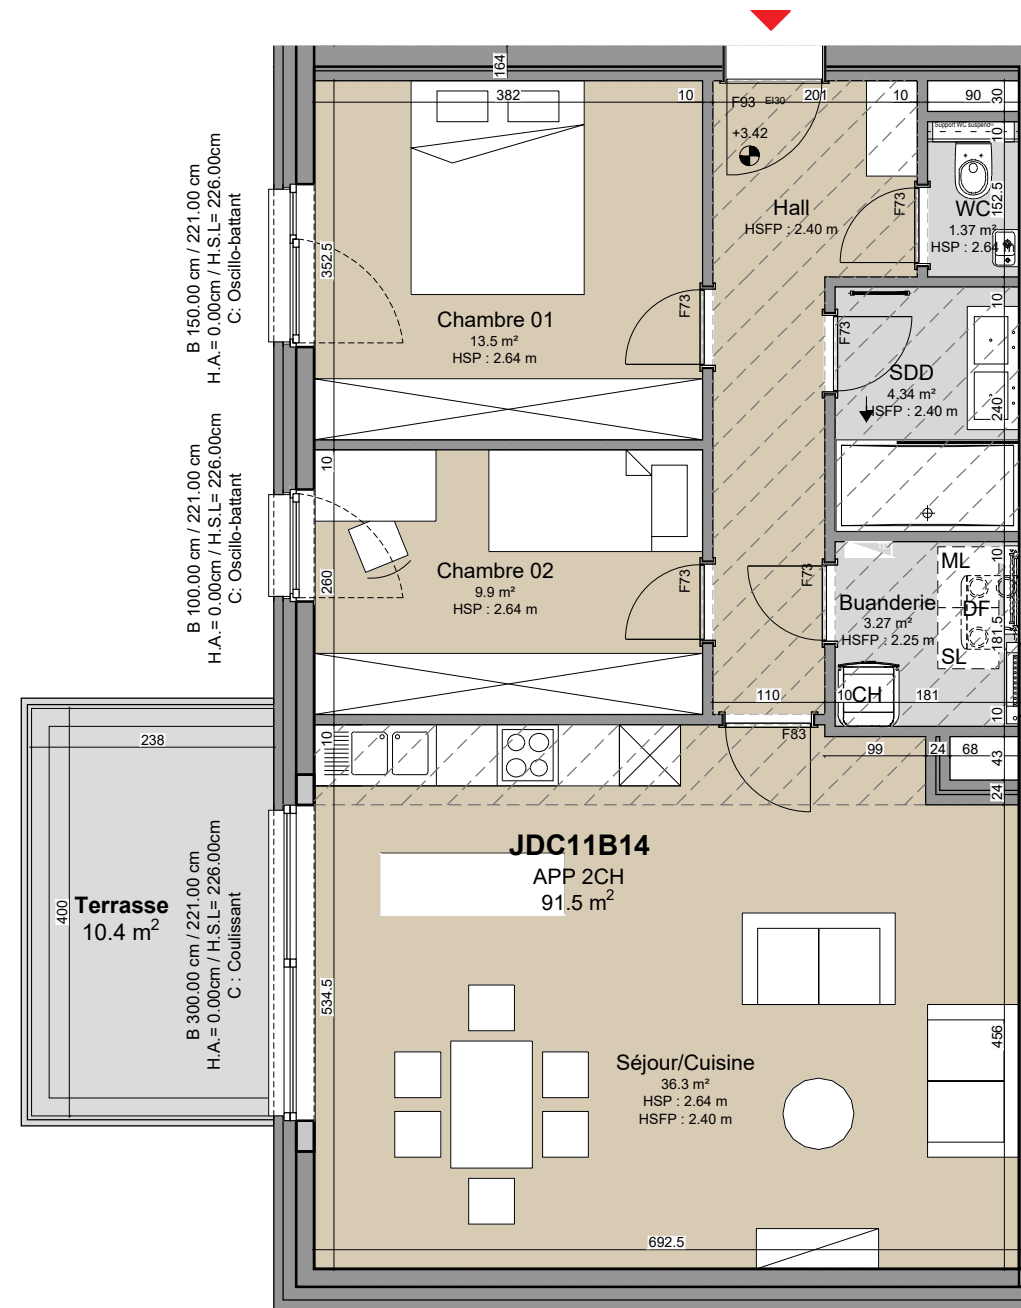 164
382
10
201
10
90
30
F93
EI30
+3.42
Support WC suspend
10
F73
WC
1.37 m²
HSP : 2.64
152.5
Hall
HSFP : 2.40 m
B 150.00 cm / 221.00 cm
H.A.= 0.00cm / H.S.L= 226.00cm
C: Oscillo-battant
352.5
Chambre 01
13.5 m²
HSP : 2.64 m
F73
F73
10
SDD
4.34 m²
HSFP : 2.40 m
240
B 100.00 cm / 221.00 cm
H.A.= 0.00cm / H.S.L= 226.00cm
C: Oscillo-battant
10
260
Chambre 02
9.9 m²
HSP : 2.64 m
F73
F73
ML
10
Buanderie
3.27 m²
HSFP : 2.25 m
DF
181.5
SL
CH
110
10
181
10
238
10
F83
99
24
68
43
24
JDC11B14
APP 2CH
91.5 m²
Terrasse
10.4 m²
400
B 300.00 cm / 221.00 cm
H.A.= 0.00cm / H.S.L= 226.00cm
C : Coulissant
534.5
456
Séjour/Cuisine
36.3 m²
HSP : 2.64 m
HSFP : 2.40 m
692.5